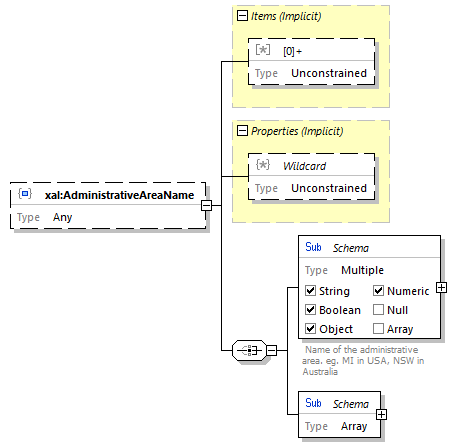 Items (Implicit)
[0]+
Type Unconstrained
Properties (Implicit)
Wildcard
Type Unconstrained
xal:AdministrativeAreaName
Type Any
Sub Schema
Type Multiple
String Numeric
Boolean Null
Object Array
Name of the administrative
area. eg. MI in USA, NSW in
Australia
Sub Schema
Type Array